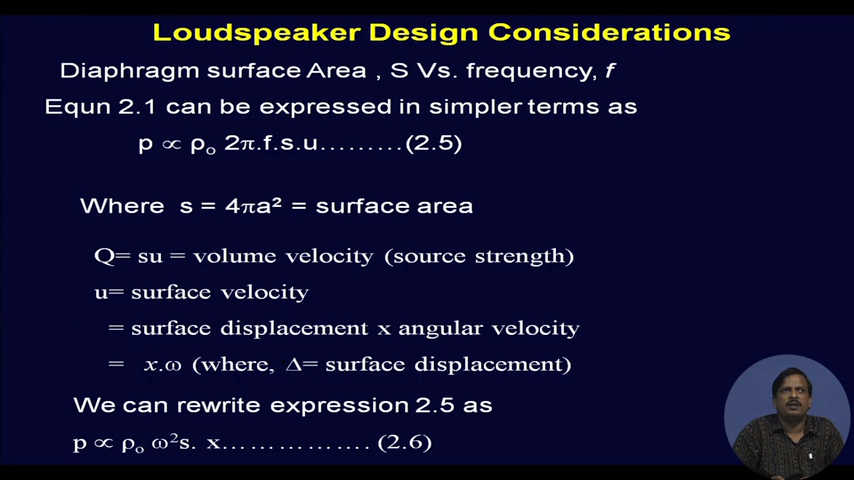 Loudspeaker Design Considerations
Diaphragm surface Area , S Vs. frequency, f
Equn 2.1 can be expressed in simpler terms as
p ∝ ρₒ 2π.f.s.u.........(2.5)
Where s = 4πa² = surface area
Q= su = volume velocity (source strength)
u= surface velocity
= surface displacement x angular velocity
= x.ω (where, Δ= surface displacement)
We can rewrite expression 2.5 as
p ∝ ρₒ ω²s. x................. (2.6)